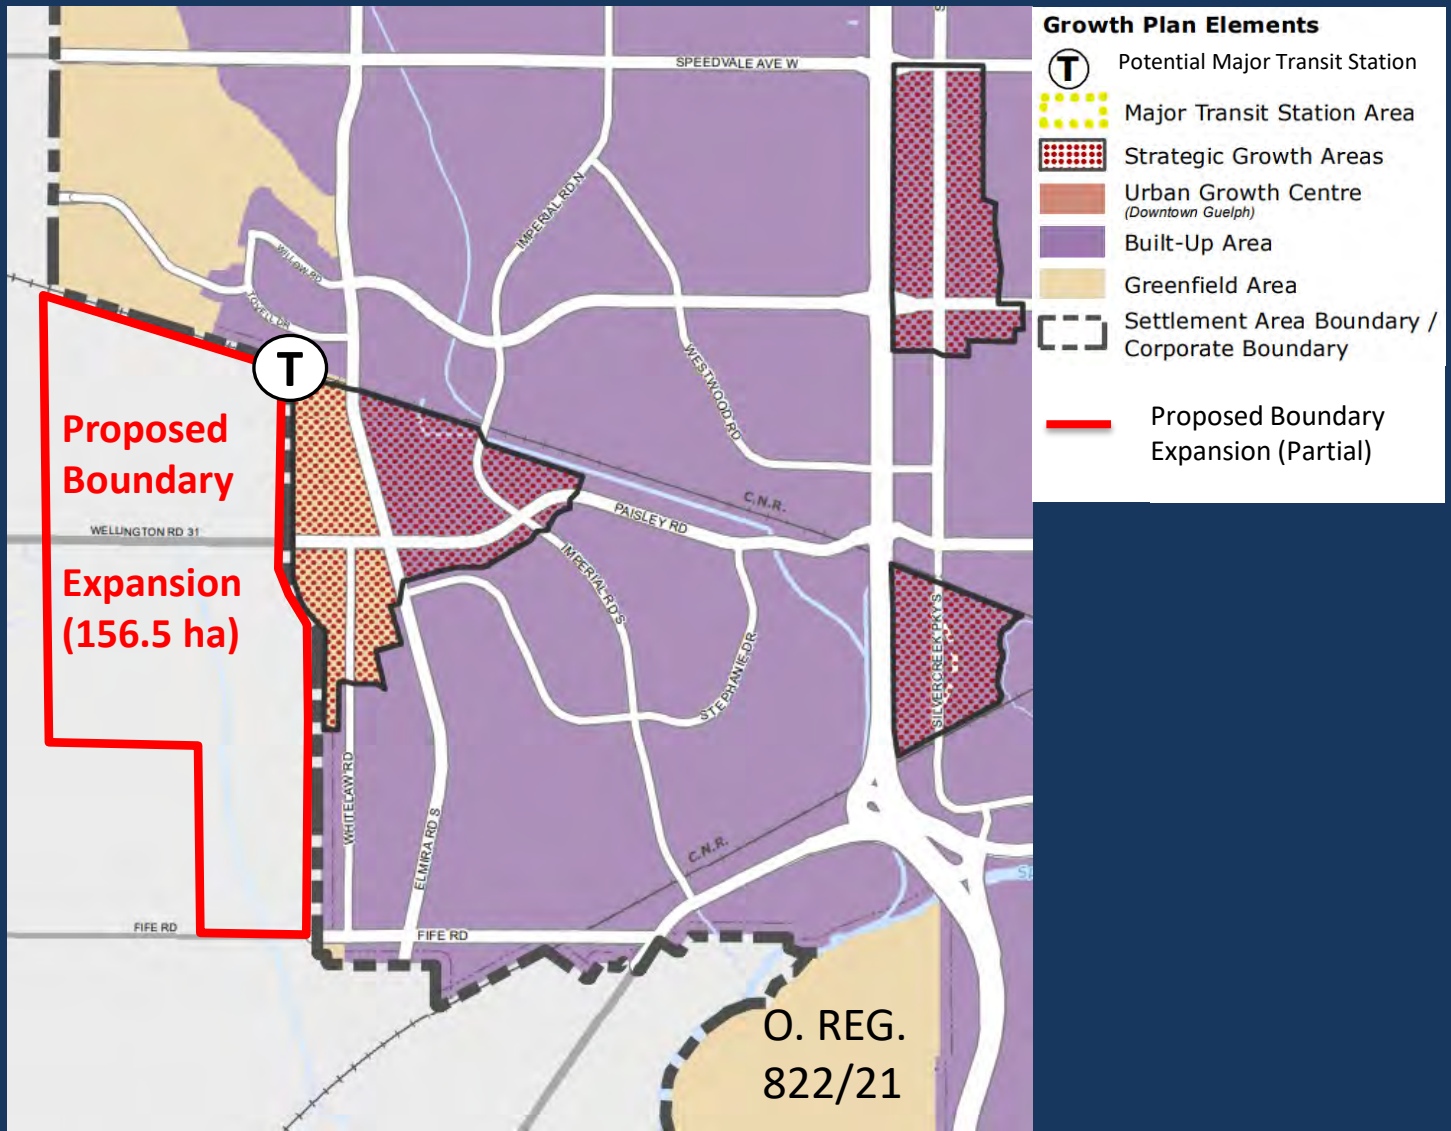 SPEEDVALE AVE W
IMPERIAL RD N
WILLOW RD
LOVELL DR
T
WESTWOOD RD
Proposed
Boundary
Expansion
(156.5 ha)
WELLINGTON RD 31
C.N.R.
PAISLEY RD
IMPERIAL RD S
STEPHANIE DR
SILVERCREEK PKY S
WHITELAW RD
ELMIRA RD S
C.N.R.
FIFE RD
FIFE RD
O. REG.
822/21
Growth Plan Elements
T
Potential Major Transit Station
Major Transit Station Area
Strategic Growth Areas
Urban Growth Centre
(Downtown Guelph)
Built-Up Area
Greenfield Area
Settlement Area Boundary /
Corporate Boundary
Proposed Boundary
Expansion (Partial)